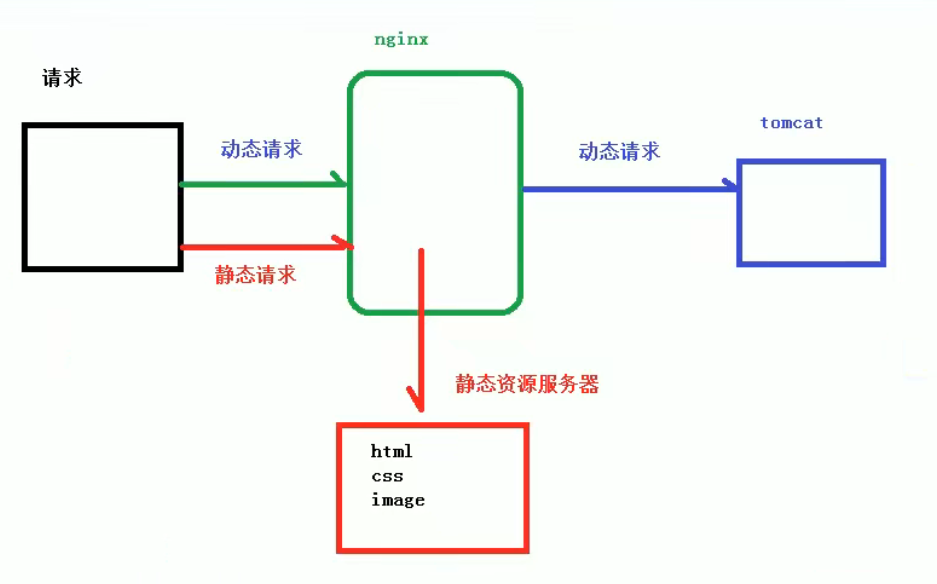 nginx
请求
tomcat
动态请求
动态请求
静态请求
静态资源服务器
html
css
image